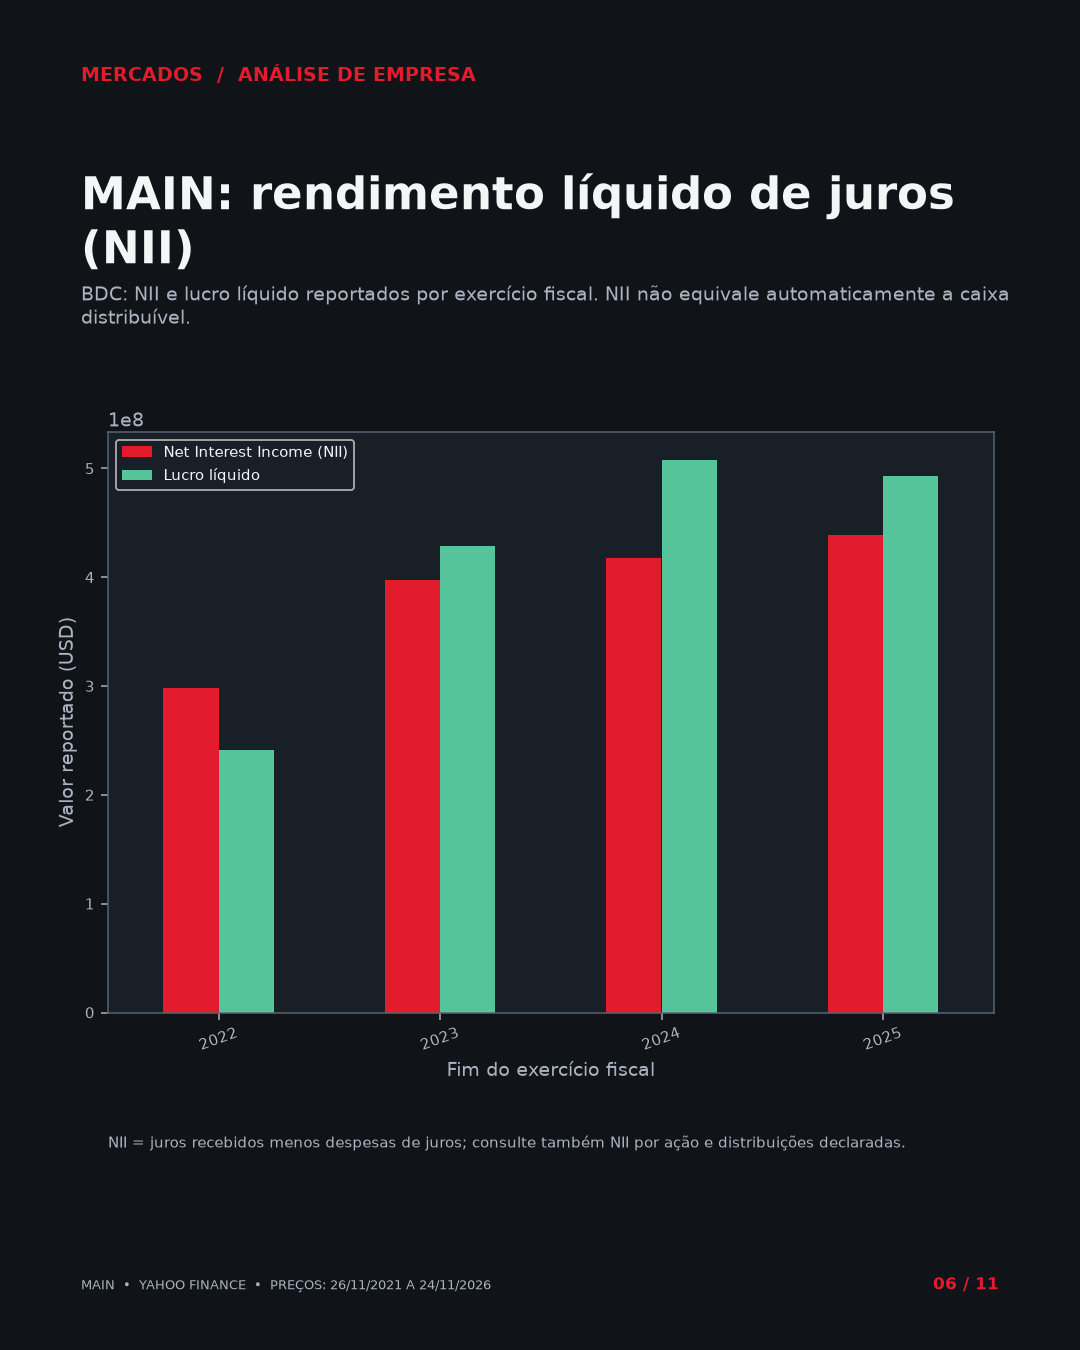 MERCADOS / ANÁLISE DE EMPRESA
MAIN: rendimento líquido de juros
(NII)
BDC: NII e lucro líquido reportados por exercício fiscal. NII não equivale automaticamente a caixa
distribuível.
1e8
Net Interest Income (NII)
Lucro líquido
5
4
3
2
1
0
Valor reportado (USD)
2022
2023
2024
2025
Fim do exercício fiscal
NII = juros recebidos menos despesas de juros; consulte também NII por ação e distribuições declaradas.
MAIN • YAHOO FINANCE • PREÇOS: 26/11/2021 A 24/11/2026
06 / 11